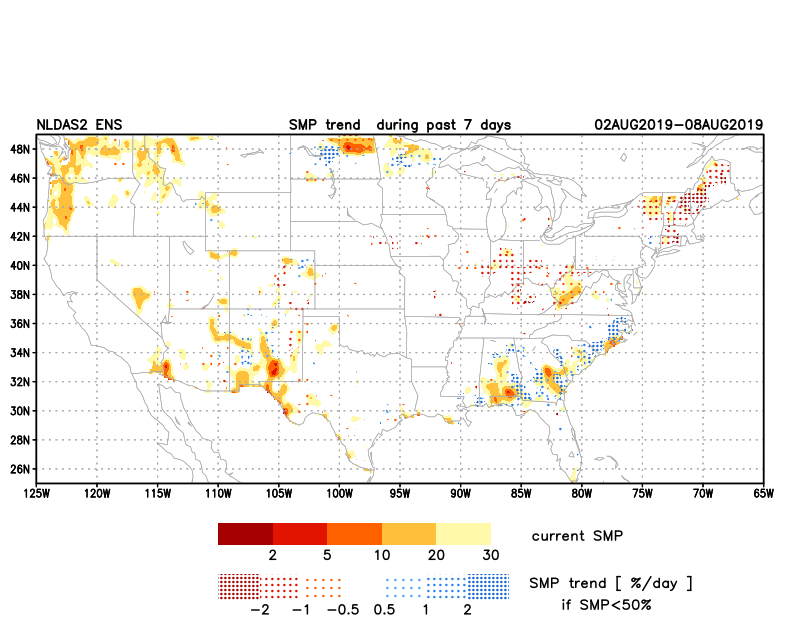 NLDAS2 ENS SMP trend during past 7 days 02AUG2019-08AUG2019
48N
46N
44N
42N
40N
38N
36N
34N
32N
30N
28N
26N
125W 120W 115W 110W 105W 100W 95W 90W 85W 80W 75W 70W 65W
current SMP
2 5 10 20 30
SMP trend [ %/day ]
-2 -1 -0.5 0.5 1 2
if SMP<50%